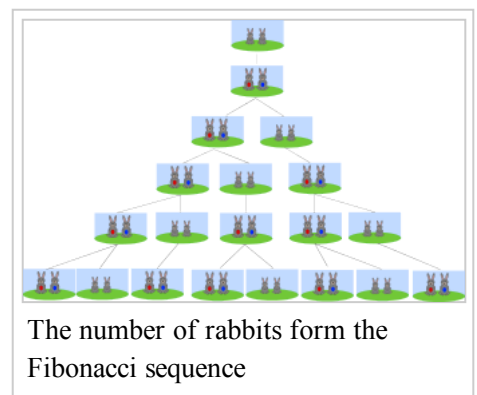 The number of rabbits form the
Fibonacci sequence